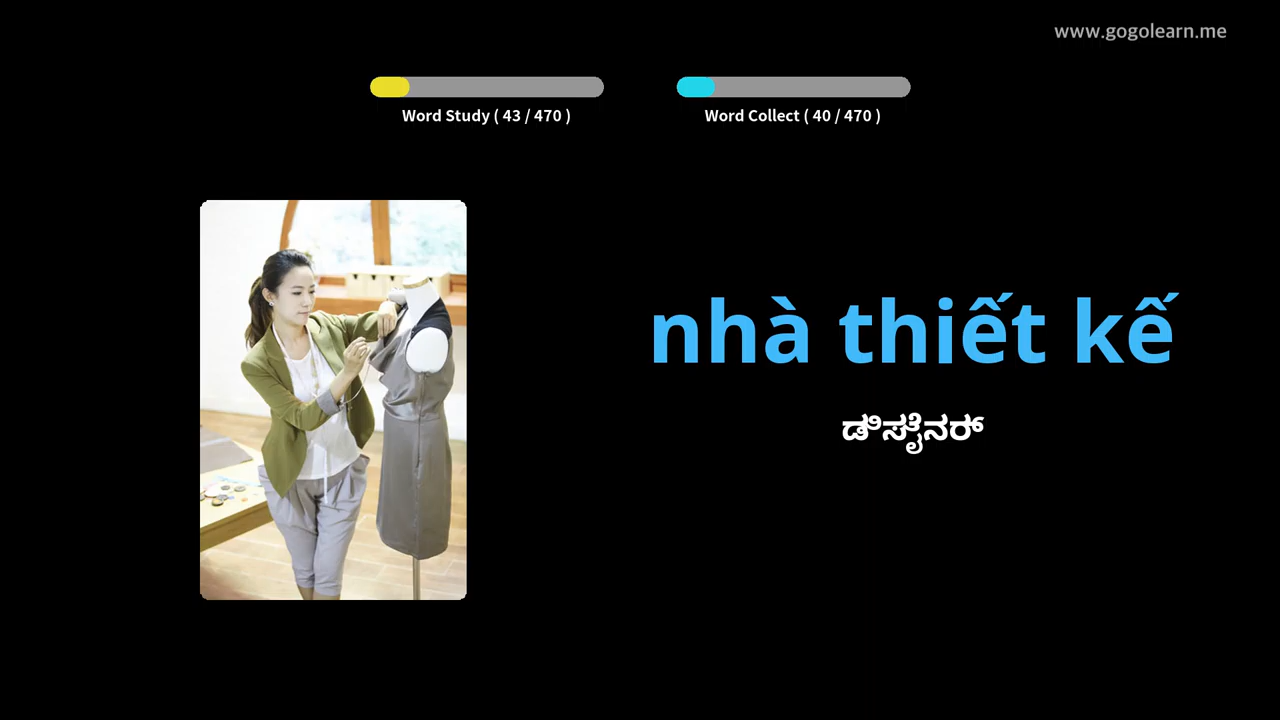 www.gogolearn.me
Word Study ( 43 / 470 )
Word Collect ( 40 / 470 )
nhà thiết kế
ಡಿಸೈನರ್